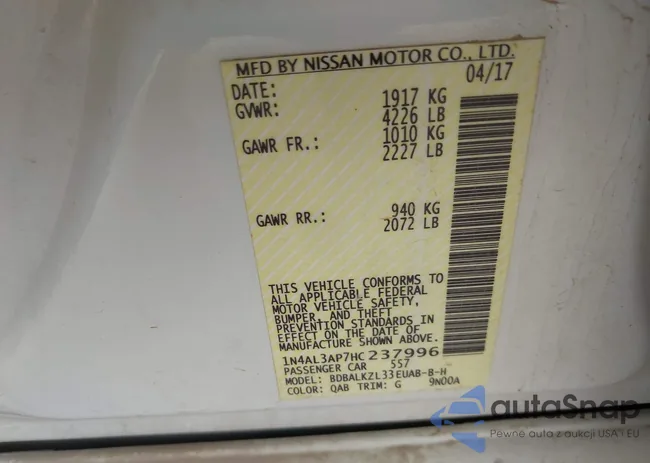 MFD BY NISSAN MOTOR CO., LTD.
DATE: 04/17
GVWR: 1917 KG
4226 LB
GAWR FR.: 1010 KG
2227 LB
GAWR RR.: 940 KG
2072 LB
THIS VEHICLE CONFORMS TO
ALL APPLICABLE FEDERAL
MOTOR VEHICLE SAFETY,
BUMPER, AND THEFT
PREVENTION STANDARDS
IN EFFECT ON THE DATE OF
MANUFACTURE SHOWN ABOVE.
1N4AL3AP7HC237996
PASSENGER CAR 557
MODEL: BDBALKZL33EUAB-B-H
COLOR: QAB TRIM: G 9N00A
autoSnap
Pewne auta z aukcji USA i EU